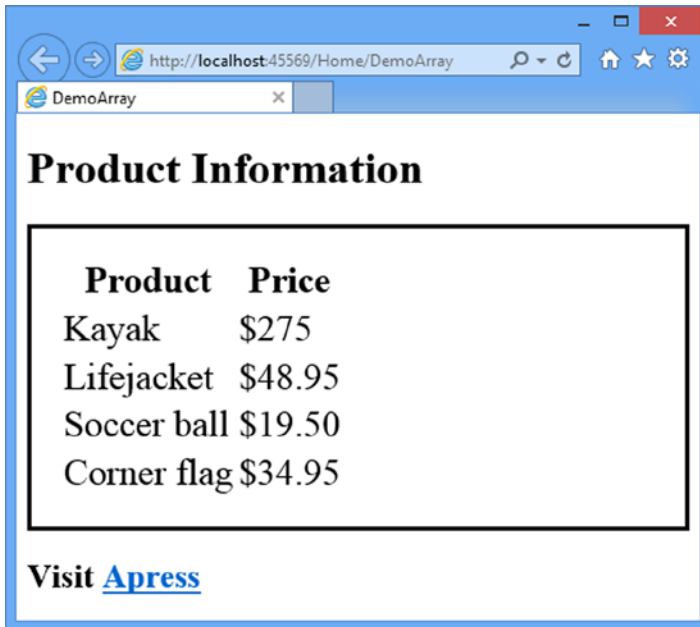 http://localhost:45569/Home/DemoArray
DemoArray
Product Information
Product Price
Kayak $275
Lifejacket $48.95
Soccer ball $19.50
Corner flag $34.95
Visit Apress